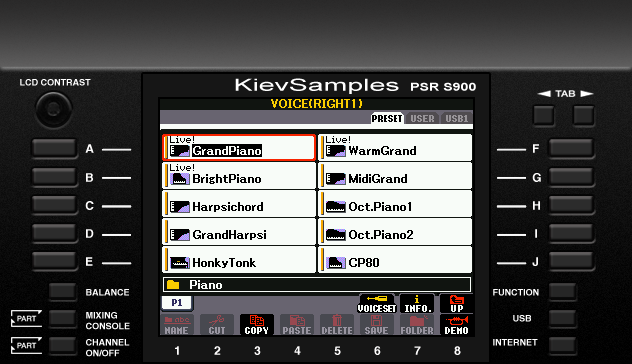 LCD CONTRAST
KievSamples PSR S900
TAB
VOICE(RIGHT1)
PRESET USER USB1
A Live! GrandPiano Live! WarmGrand F
B Live! BrightPiano MidiGrand G
C Harpsichord Oct.Piano1 H
D GrandHarpsi Oct.Piano2 I
E HonkyTonk CP80 J
Piano
BALANCE P1 FUNCTION
VOICESET INFO. UP
PART MIXING CONSOLE USB
NAME CUT COPY PASTE DELETE SAVE FOLDER DEMO
PART CHANNEL ON/OFF INTERNET
1 2 3 4 5 6 7 8